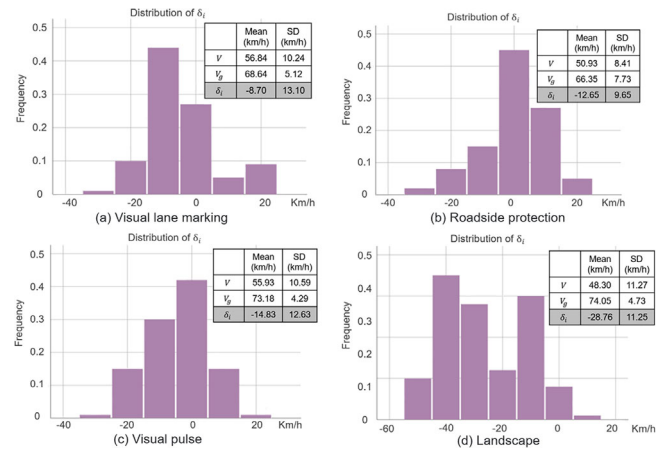 Distribution of δi
0.5
0.4
0.3
0.2
0.1
Frequency
Mean (km/h) SD (km/h)
V 56.84 10.24
Vg 68.64 5.12
δi -8.70 13.10
-40 -20 0 20 Km/h
(a) Visual lane marking
Distribution of δi
0.5
0.4
0.3
0.2
0.1
0
Frequency
Mean (km/h) SD (km/h)
V 50.93 8.41
Vg 66.35 7.73
δi -12.65 9.65
-40 -20 0 20 Km/h
(b) Roadside protection
Distribution of δi
0.5
0.4
0.3
0.2
0.1
Frequency
Mean (km/h) SD (km/h)
V 55.93 10.59
Vg 73.18 4.29
δi -14.83 12.63
-40 -20 0 20 Km/h
(c) Visual pulse
Distribution of δi
0.5
0.4
0.3
0.2
0.1
0
Frequency
Mean (km/h) SD (km/h)
V 48.30 11.27
Vg 74.05 4.73
δi -28.76 11.25
-60 -40 -20 0 20 Km/h
(d) Landscape